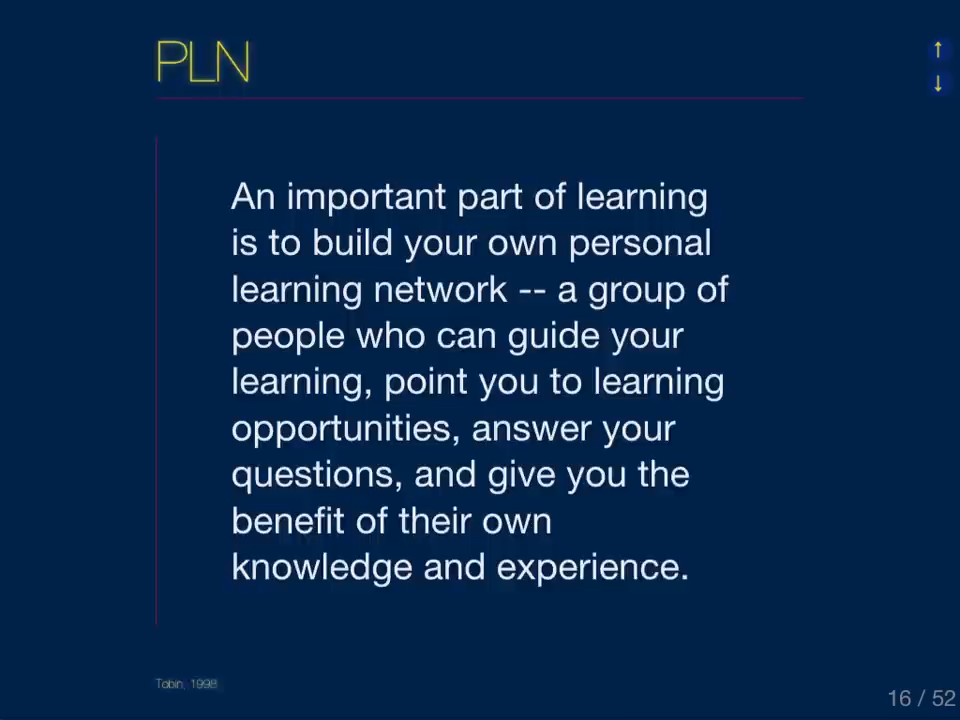 PLN
↑
↓
An important part of learning
is to build your own personal
learning network -- a group of
people who can guide your
learning, point you to learning
opportunities, answer your
questions, and give you the
benefit of their own
knowledge and experience.
Tobin, 1998
16 / 52